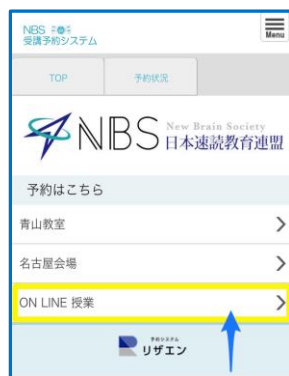 NBS
受講予約システム
Menu
TOP
予約状況
NBS New Brain Society
日本速読教育連盟
予約はこちら
青山教室
名古屋会場
ON LINE 授業
予約システム
リザエン